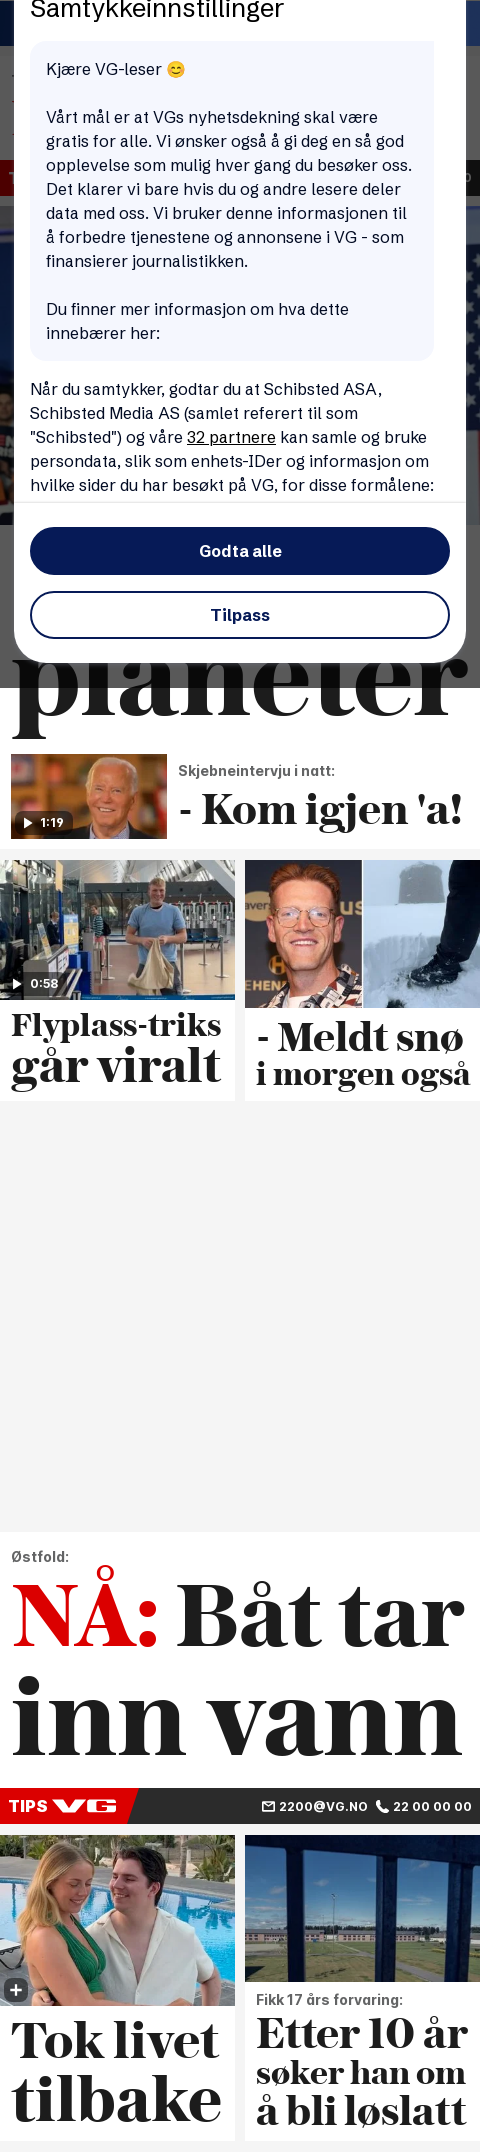 Samtykkeinnstillinger
Kjære VG-leser 😊
Vårt mål er at VGs nyhetsdekning skal være
gratis for alle. Vi ønsker også å gi deg en så god
opplevelse som mulig hver gang du besøker oss.
Det klarer vi bare hvis du og andre lesere deler
data med oss. Vi bruker denne informasjonen til
å forbedre tjenestene og annonsene i VG - som
finansierer journalistikken.
Du finner mer informasjon om hva dette
innebærer her:
Når du samtykker, godtar du at Schibsted ASA,
Schibsted Media AS (samlet referert til som
"Schibsted") og våre 32 partnere kan samle og bruke
persondata, slik som enhets-IDer og informasjon om
hvilke sider du har besøkt på VG, for disse formålene:
Godta alle
Tilpass
planeter
Skjebneintervju i natt:
- Kom igjen 'a!
1:19
0:58
Flyplass-triks
går viralt
- Meldt snø
i morgen også
Østfold:
NÅ: Båt tar
inn vann
TIPS VG 2200@VG.NO 22 00 00 00
Tok livet
tilbake
Fikk 17 års forvaring:
Etter 10 år
søker han om
å bli løslatt